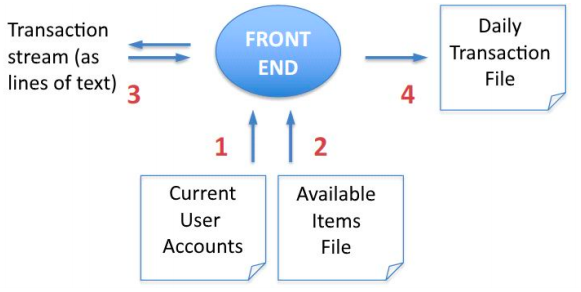 Transaction
stream (as
lines of text)
3
FRONT
END
4
Daily
Transaction
File
1
2
Current
User
Accounts
Available
Items
File